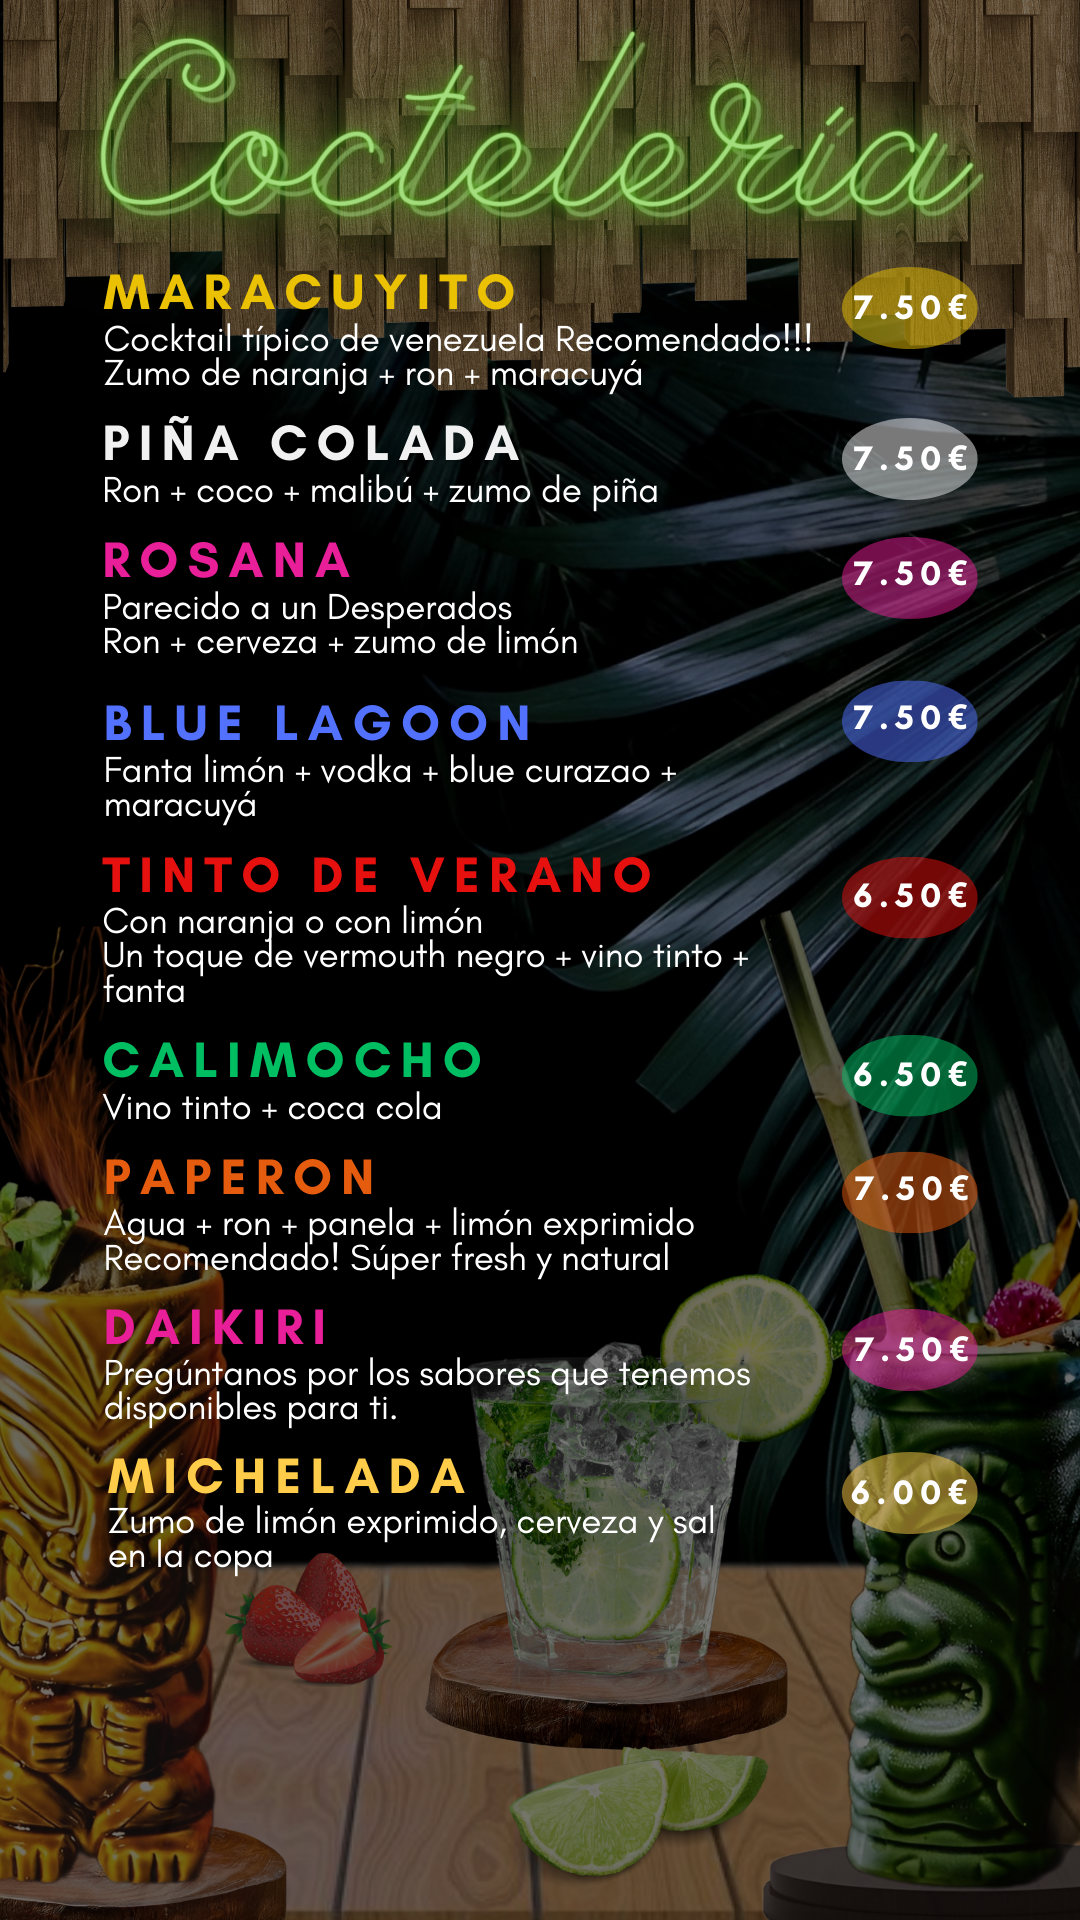 Coctelería
MARACUYITO
7.50€
Cocktail típico de venezuela Recomendado!!!
Zumo de naranja + ron + maracuyá
PIÑA COLADA
7.50€
Ron + coco + malibú + zumo de piña
ROSANA
7.50€
Parecido a un Desperados
Ron + cerveza + zumo de limón
BLUE LAGOON
7.50€
Fanta limón + vodka + blue curazao +
maracuyá
TINTO DE VERANO
6.50€
Con naranja o con limón
Un toque de vermouth negro + vino tinto +
fanta
CALIMOCHO
6.50€
Vino tinto + coca cola
PAPERON
7.50€
Agua + ron + panela + limón exprimido
Recomendado! Súper fresh y natural
DAIKIRI
7.50€
Pregúntanos por los sabores que tenemos
disponibles para ti.
MICHELADA
6.00€
Zumo de limón exprimido, cerveza y sal
en la copa